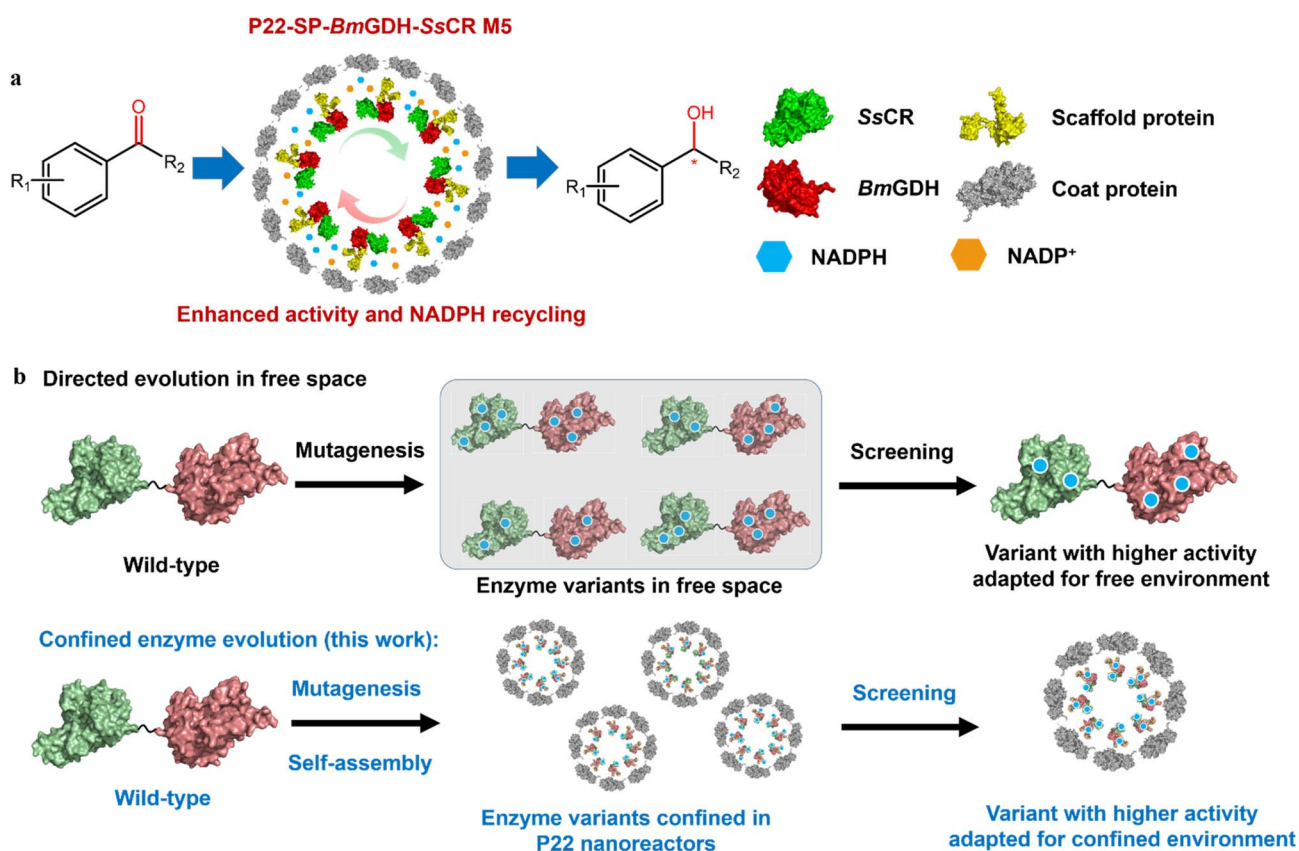 P22-SP-BmGDH-SsCR M5
a
O
R₁
R₂
OH
*
R₁
R₂
Enhanced activity and NADPH recycling
SsCR
Scaffold protein
BmGDH
Coat protein
NADPH
NADP⁺
b
Directed evolution in free space
Mutagenesis
Screening
Wild-type
Enzyme variants in free space
Variant with higher activity
adapted for free environment
Confined enzyme evolution (this work):
Mutagenesis
Self-assembly
Screening
Wild-type
Enzyme variants confined in
P22 nanoreactors
Variant with higher activity
adapted for confined environment